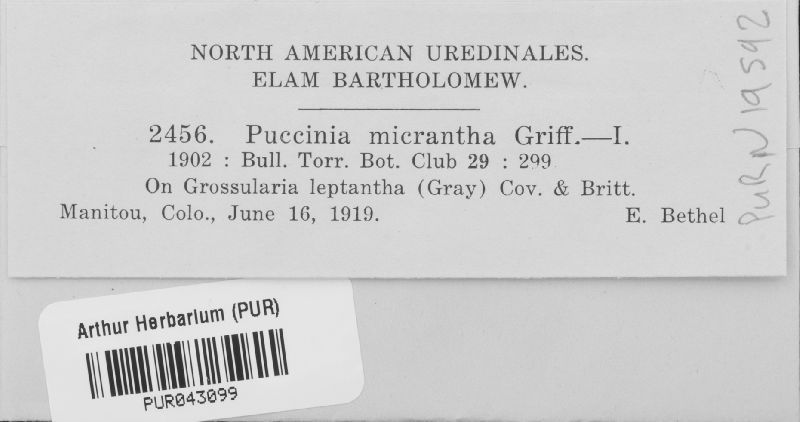 NORTH AMERICAN UREDINALES.
ELAM BARTHOLOMEW.
2456. Puccinia micrantha Griff.—I.
1902 : Bull. Torr. Bot. Club 29 : 299
On Grossularia leptantha (Gray) Cov. & Britt.
Manitou, Colo., June 16, 1919. E. Bethel
PUR N 19592
Arthur Herbarium (PUR)
PUR043099